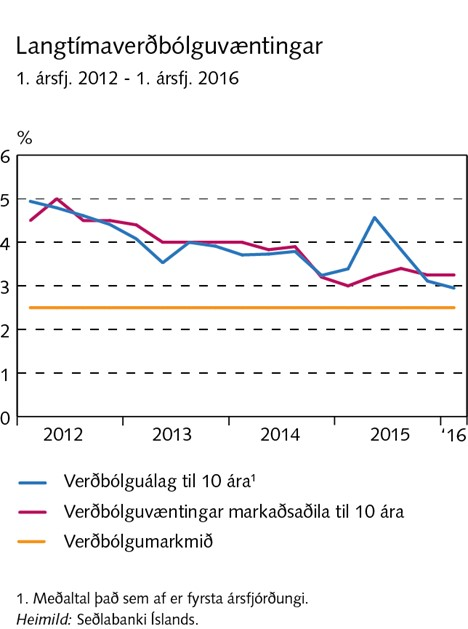 Langtímaverðbólguvæntingar
1. ársfj. 2012 - 1. ársfj. 2016
%
6
5
4
3
2
1
0
2012 2013 2014 2015 '16
Verðbólguálag til 10 ára¹
Verðbólguvæntingar markaðsaðila til 10 ára
Verðbólgumarkmið
1. Meðaltal það sem af er fyrsta ársfjórðungi.
Heimild: Seðlabanki Íslands.